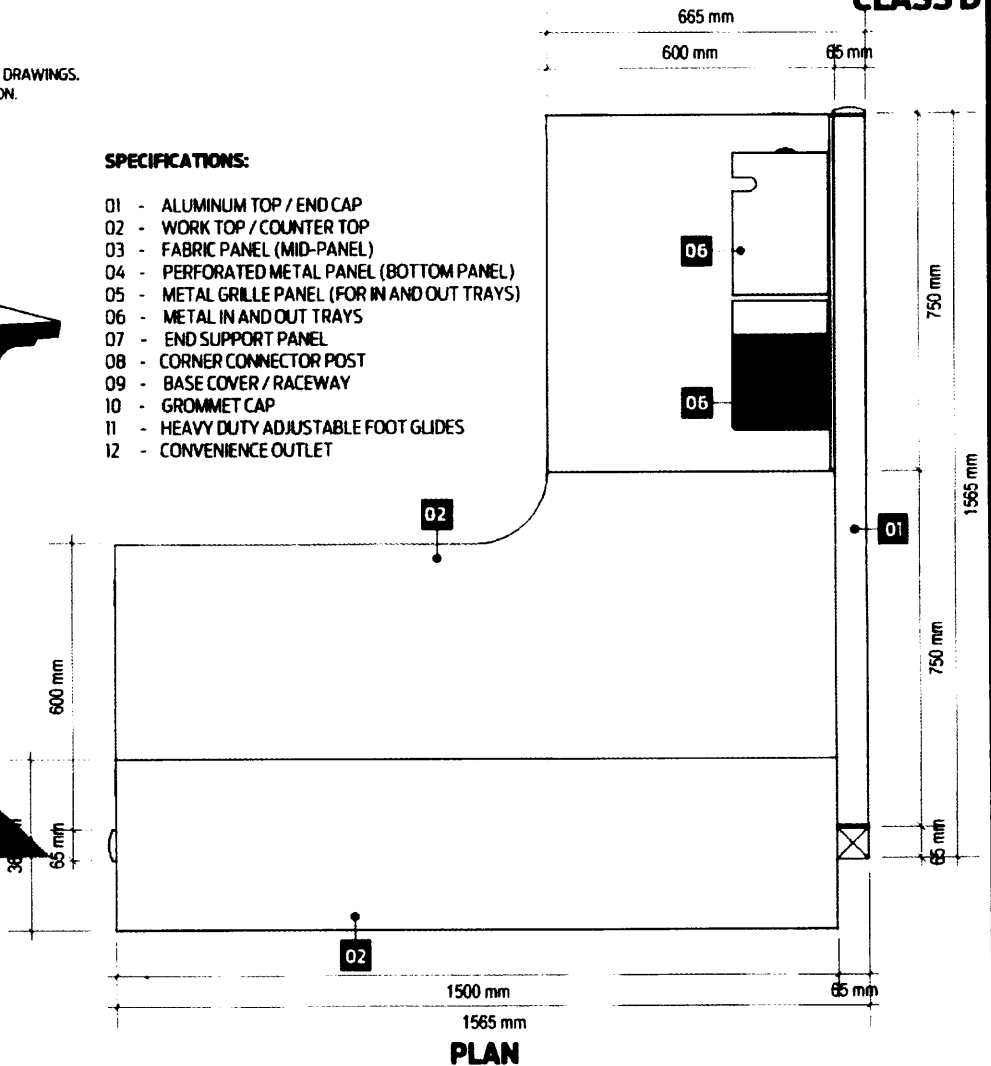 CLASS D
665 mm
600 mm
65 mm
DRAWINGS.
ON.
SPECIFICATIONS:
01 - ALUMINUM TOP / END CAP
02 - WORK TOP / COUNTER TOP
03 - FABRIC PANEL (MID-PANEL)
04 - PERFORATED METAL PANEL (BOTTOM PANEL)
05 - METAL GRILLE PANEL (FOR IN AND OUT TRAYS)
06 - METAL IN AND OUT TRAYS
07 - END SUPPORT PANEL
08 - CORNER CONNECTOR POST
09 - BASE COVER / RACEWAY
10 - GROMMET CAP
11 - HEAVY DUTY ADJUSTABLE FOOT GLIDES
12 - CONVENIENCE OUTLET
06
750 mm
06
1565 mm
02
01
600 mm
750 mm
65 mm
65 mm
02
1500 mm
65 mm
1565 mm
PLAN